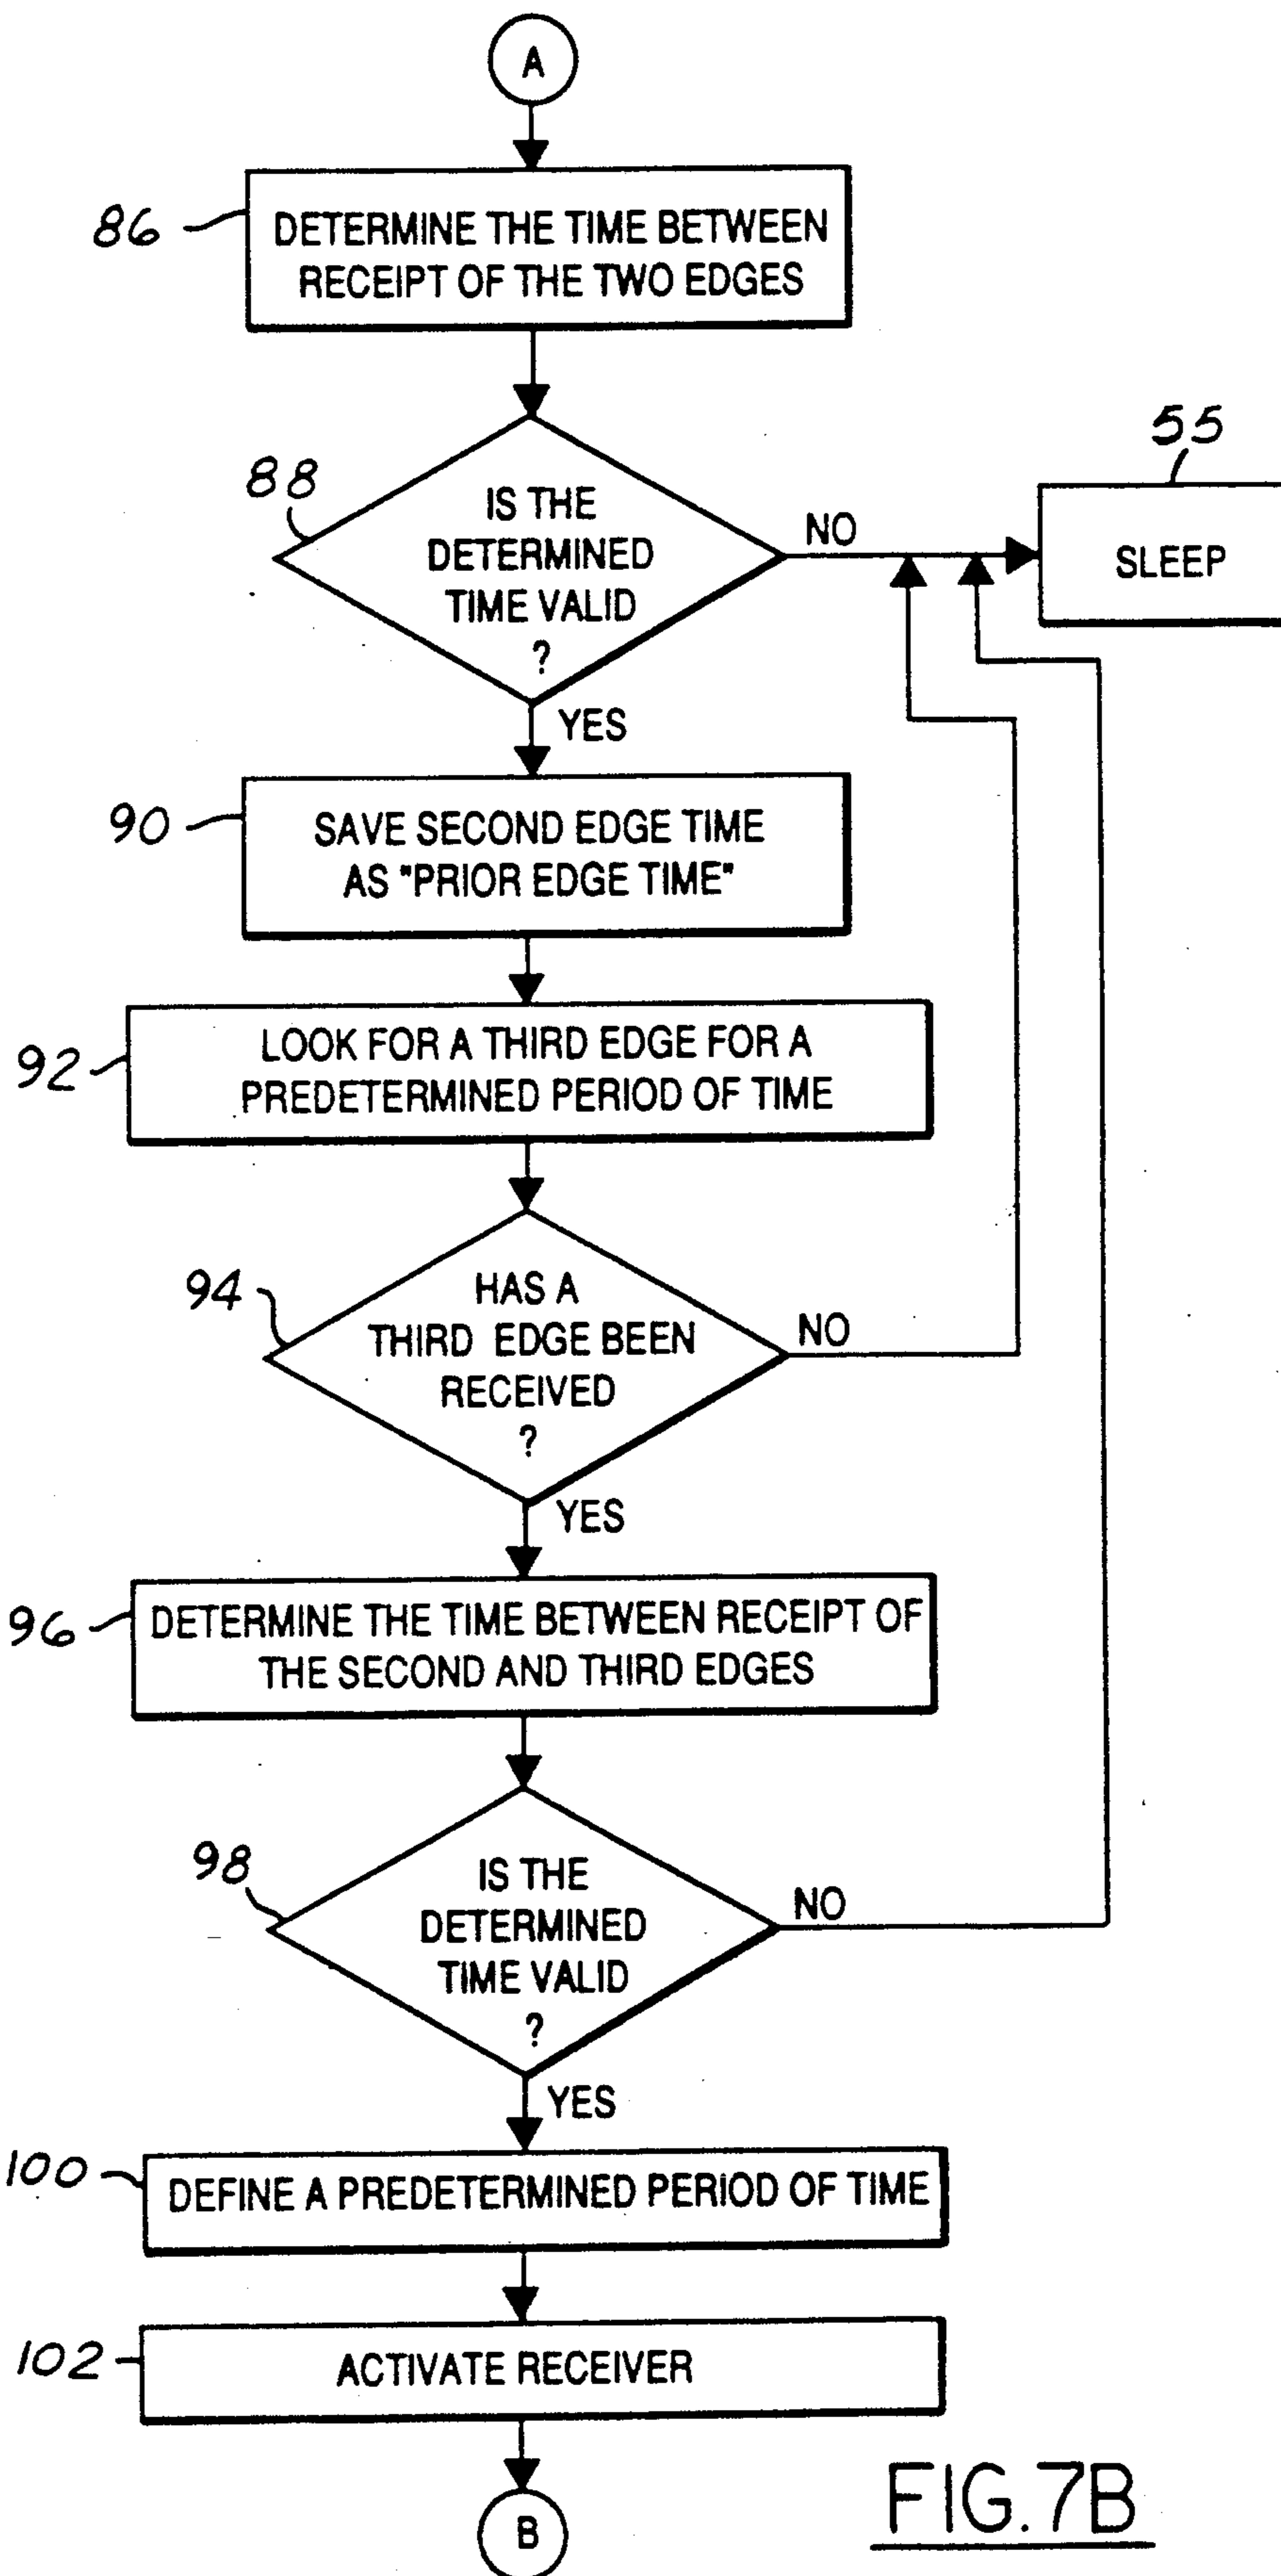 A
86
DETERMINE THE TIME BETWEEN
RECEIPT OF THE TWO EDGES
88
IS THE
DETERMINED
TIME VALID
?
NO
55
SLEEP
YES
90
SAVE SECOND EDGE TIME
AS "PRIOR EDGE TIME"
92
LOOK FOR A THIRD EDGE FOR A
PREDETERMINED PERIOD OF TIME
94
HAS A
THIRD EDGE BEEN
RECEIVED
?
NO
YES
96
DETERMINE THE TIME BETWEEN RECEIPT OF
THE SECOND AND THIRD EDGES
98
IS THE
DETERMINED
TIME VALID
?
NO
YES
100
DEFINE A PREDETERMINED PERIOD OF TIME
102
ACTIVATE RECEIVER
B
FIG.7B